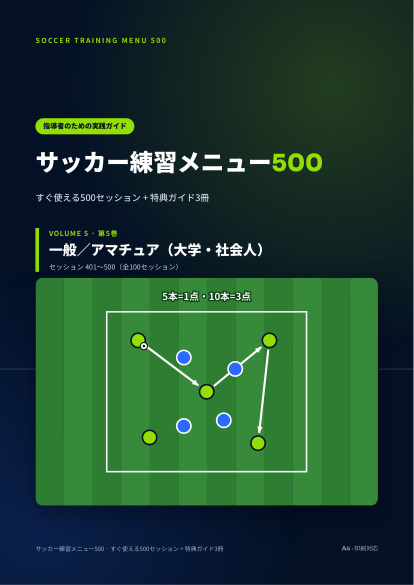 SOCCER TRAINING MENU 500
指導者のための実践ガイド
サッカー練習メニュー500
すぐ使える500セッション + 特典ガイド3冊
VOLUME 5 · 第5巻
一般／アマチュア（大学・社会人）
セッション 401〜500（全100セッション）
5本=1点・10本=3点
サッカー練習メニュー500 · すぐ使える500セッション + 特典ガイド3冊
A4・印刷対応